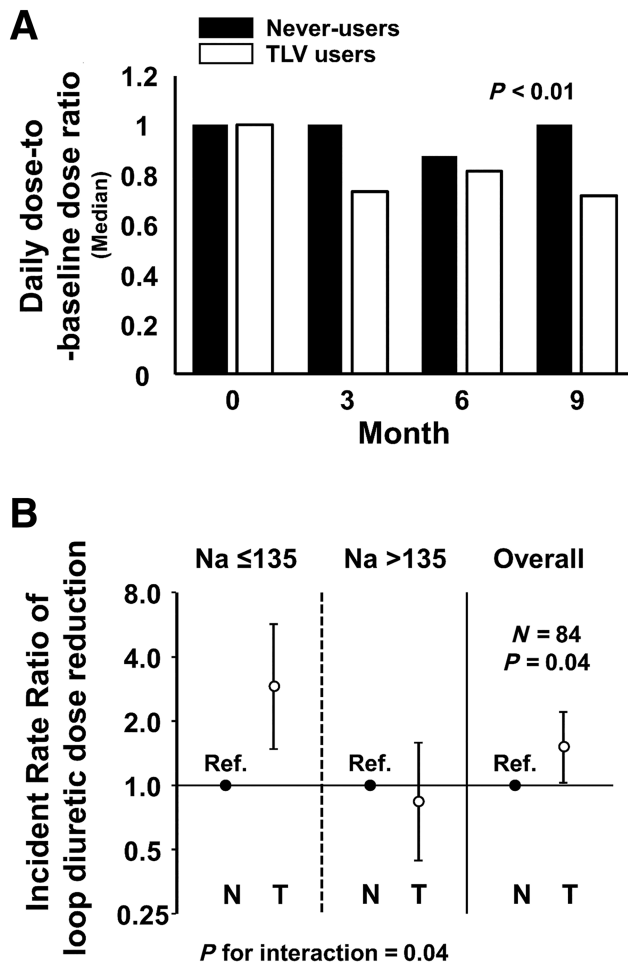 A
Never-users
TLV users
Daily dose-to
-baseline dose ratio
(Median)
1.2
1
0.8
0.6
0.4
0.2
0
P < 0.01
0 3 6 9
Month
B
Incident Rate Ratio of
loop diuretic dose reduction
Na ≤135 Na >135 Overall
8.0
4.0
2.0
1.0
0.5
0.25
N = 84
P = 0.04
Ref. Ref. Ref.
N T N T N T
P for interaction = 0.04